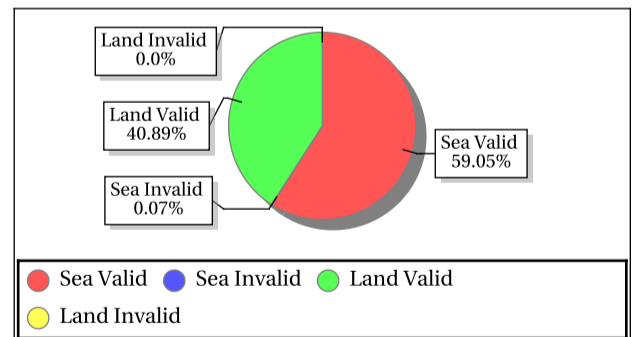 Land Invalid
0.0%
Land Valid
40.89%
Sea Valid
59.05%
Sea Invalid
0.07%
Sea Valid Sea Invalid Land Valid
Land Invalid